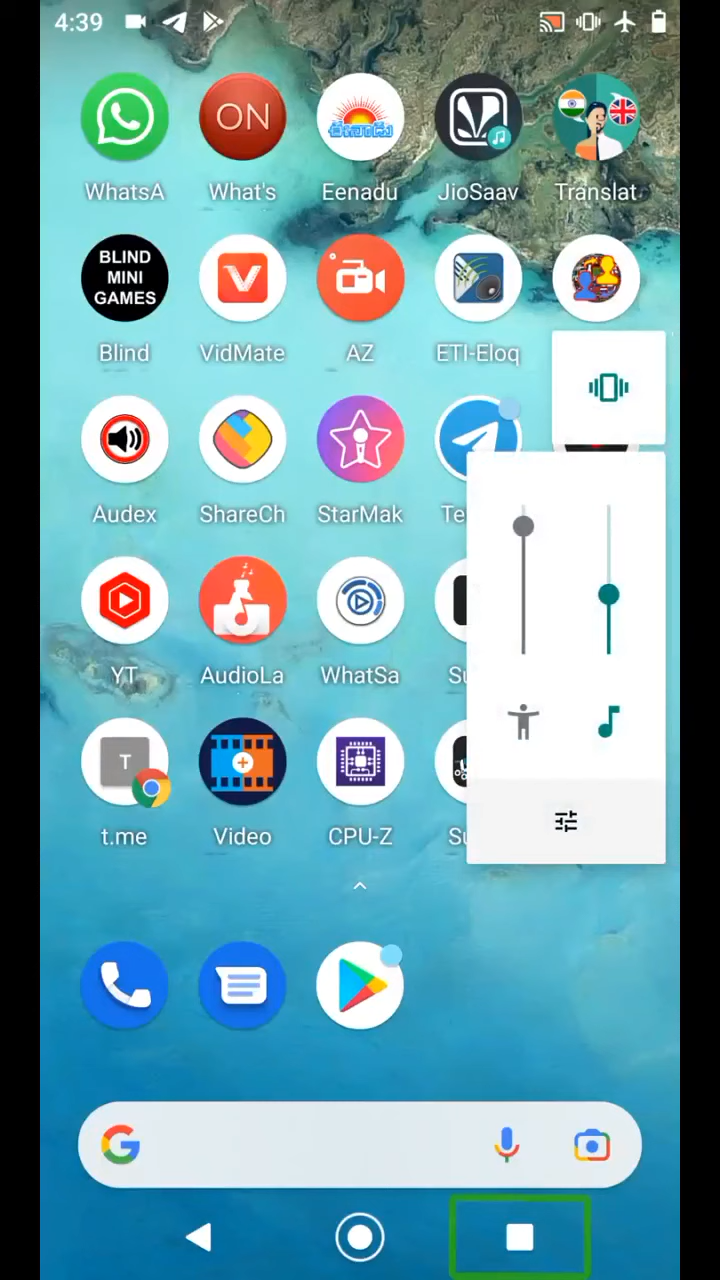 4:39
ON
ఈనాడు
WhatsA What's Eenadu JioSaav Translat
BLIND
MINI
GAMES
Blind VidMate AZ ETI-Eloq
Audex ShareCh StarMak Te
YT AudioLa WhatSa Su
T
t.me Video CPU-Z Su